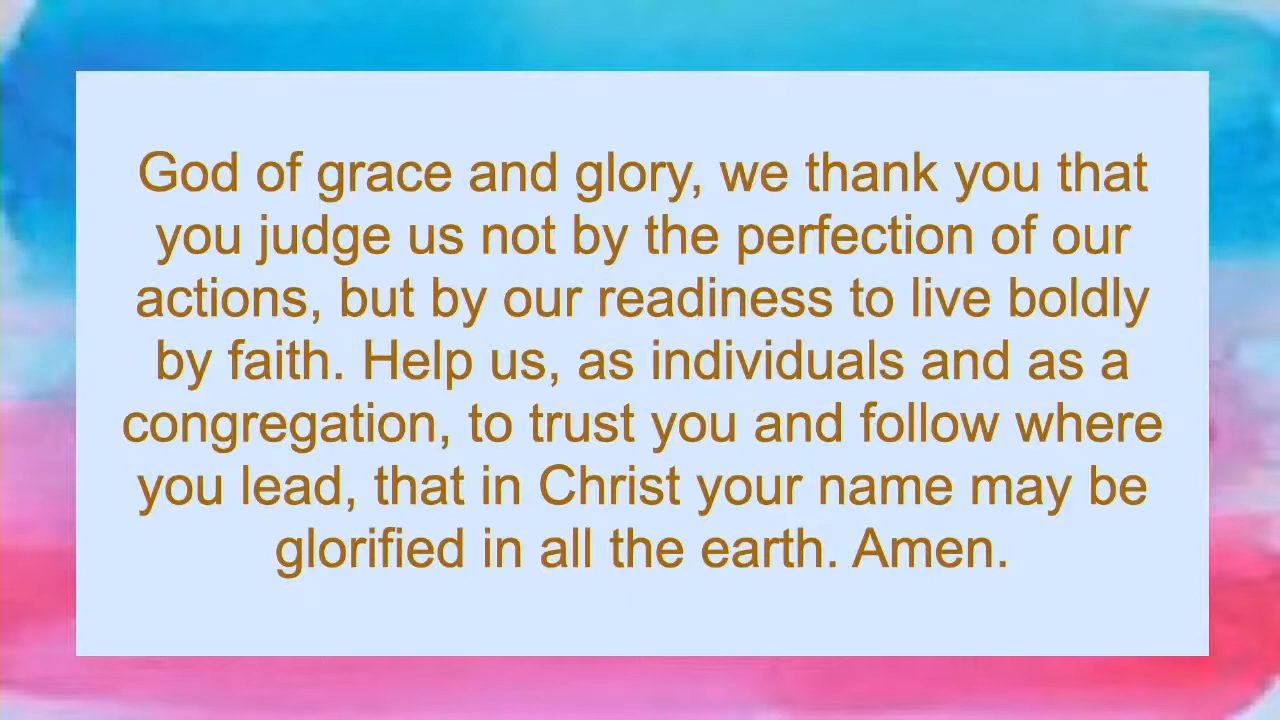 God of grace and glory, we thank you that
you judge us not by the perfection of our
actions, but by our readiness to live boldly
by faith. Help us, as individuals and as a
congregation, to trust you and follow where
you lead, that in Christ your name may be
glorified in all the earth. Amen.